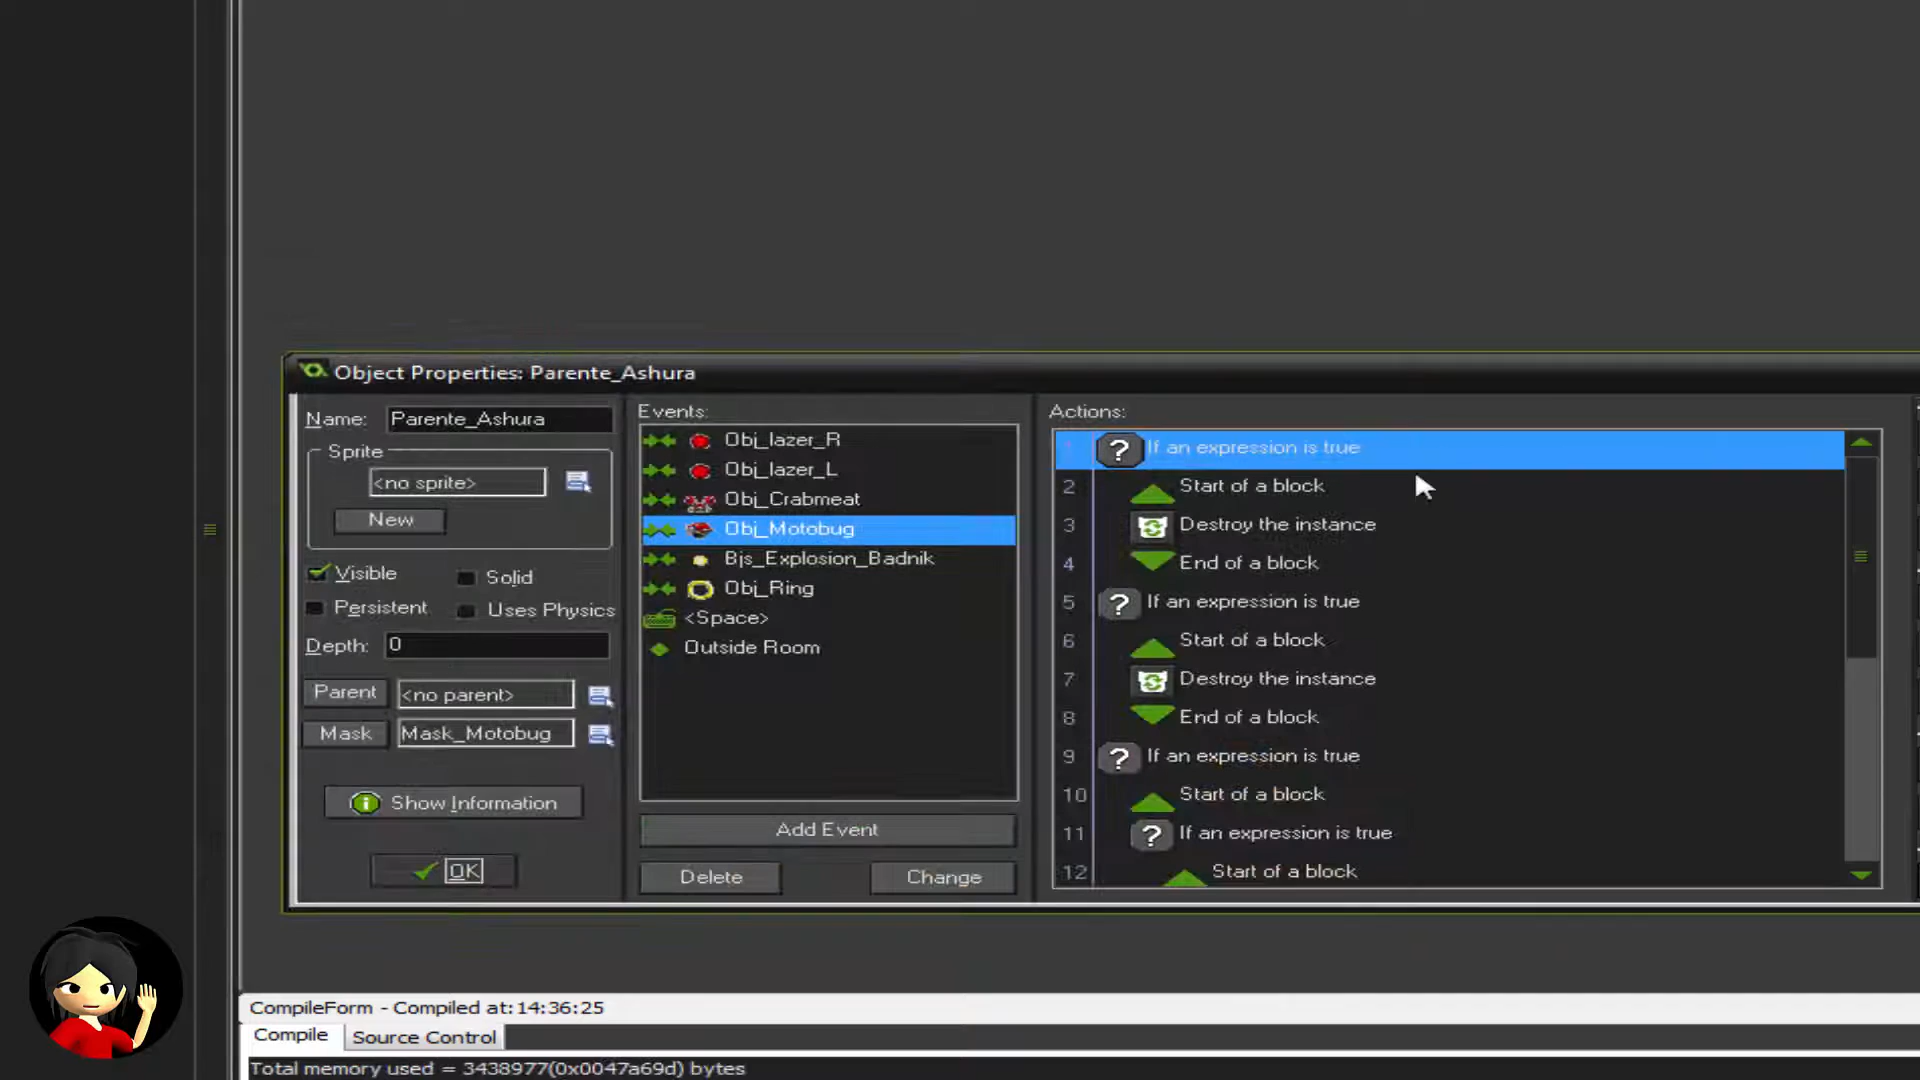 Object Properties: Parente_Ashura
Name: Parente_Ashura
Sprite
<no sprite>
New
Visible
Solid
Persistent
Uses Physics
Depth: 0
Parent <no parent>
Mask Mask_Motobug
Show Information
OK
Events:
Obj_lazer_R
Obj_lazer_L
Obj_Crabmeat
Obj_Motobug
Bjs_Explosion_Badnik
Obj_Ring
<Space>
Outside Room
Add Event
Delete Change
Actions:
1 If an expression is true
2 Start of a block
3 Destroy the instance
4 End of a block
5 If an expression is true
6 Start of a block
7 Destroy the instance
8 End of a block
9 If an expression is true
10 Start of a block
11 If an expression is true
12 Start of a block
CompileForm - Compiled at:14:36:25
Compile Source Control
Total memory used = 3438977(0x0047a69d) bytes